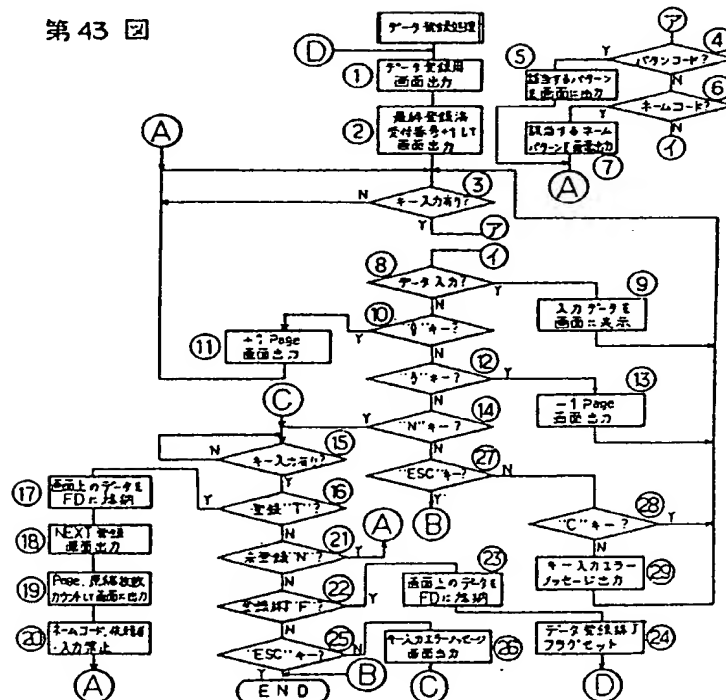 第43図
データ登録処理
D
①
データ登録用
画面出力
②
最終登録済
受付番号+1して
画面出力
A
③
キー入力有り?
N
Y
ア
ア
④
パタンコード?
Y
N
⑤
該当するパターン
を画面に出力
⑥
ネームコード?
Y
N
イ
該当するネーム
パターンを画面出力
⑦
A
イ
⑧
データ入力?
Y
N
⑨
入力データを
画面に表示
⑩
キー?
Y
N
⑪
+1 Page
画面出力
⑫
キー?
Y
N
⑬
-1 Page
画面出力
C
⑭
"N"キー?
Y
N
⑮
キー入力有り?
N
Y
㉗
"ESC"キー?
N
Y
B
⑯
登録"T"?
Y
N
⑰
画面上のデータを
FDに格納
⑱
NEXT登録
画面出力
⑲
Page、原稿枚数
カウントして画面に出力
⑳
ネームコード、
入力禁止
A
㉑
未登録"N"?
Y
N
A
㉒
登録終了"F"?
Y
N
㉓
画面上のデータを
FDに格納
㉔
データ登録終了
フラグセット
D
㉕
"ESC"キー?
N
Y
B
END
㉖
キー入力エラーメッセージ
画面出力
C
㉘
"C"キー?
Y
N
㉙
キー入力エラー
メッセージ出力